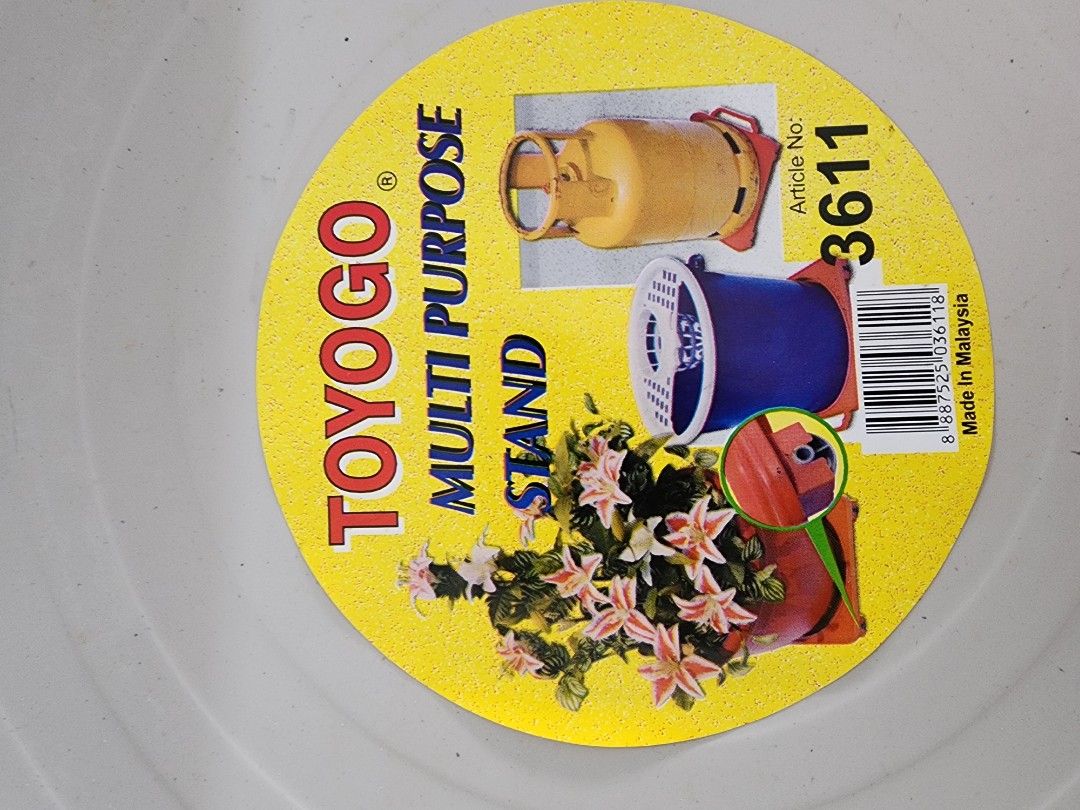 TOYOGO ®
MULTI PURPOSE
STAND
Article No:
3611
8 887525 036118
Made In Malaysia